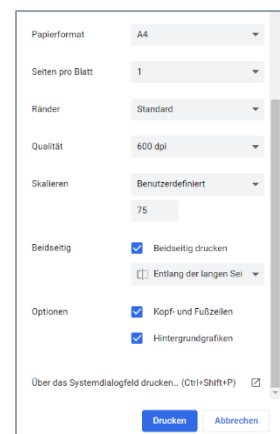 Papierformat A4
Seiten pro Blatt 1
Ränder Standard
Qualität 600 dpi
Skalieren Benutzerdefiniert
75
Beidseitig Beidseitig drucken
Entlang der langen Sei
Optionen Kopf- und Fußzeilen
Hintergrundgrafiken
Über das Systemdialogfeld drucken... (Ctrl+Shift+P)
Drucken Abbrechen